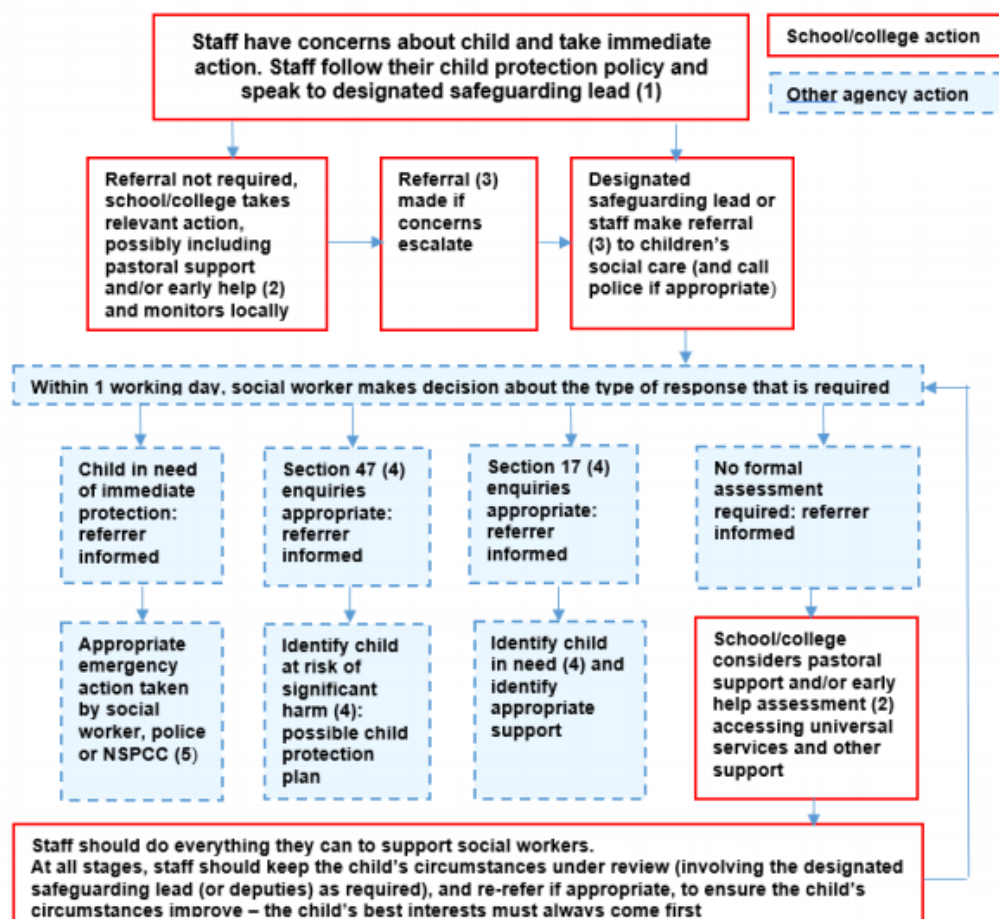 Staff have concerns about child and take immediate
action. Staff follow their child protection policy and
speak to designated safeguarding lead (1)
School/college action
Other agency action
Referral not required,
school/college takes
relevant action,
possibly including
pastoral support
and/or early help (2)
and monitors locally
Referral (3)
made if
concerns
escalate
Designated
safeguarding lead or
staff make referral
(3) to children's
social care (and call
police if appropriate)
Within 1 working day, social worker makes decision about the type of response that is required
Child in need
of immediate
protection:
referrer
informed
Section 47 (4)
enquiries
appropriate:
referrer
informed
Section 17 (4)
enquiries
appropriate:
referrer
informed
No formal
assessment
required: referrer
informed
Appropriate
emergency
action taken
by social
worker, police
or NSPCC (5)
Identify child
at risk of
significant
harm (4):
possible child
protection
plan
Identify child
in need (4) and
identify
appropriate
support
School/college
considers pastoral
support and/or early
help assessment (2)
accessing universal
services and other
support
Staff should do everything they can to support social workers.
At all stages, staff should keep the child's circumstances under review (involving the designated
safeguarding lead (or deputies) as required), and re-refer if appropriate, to ensure the child's
circumstances improve – the child's best interests must always come first